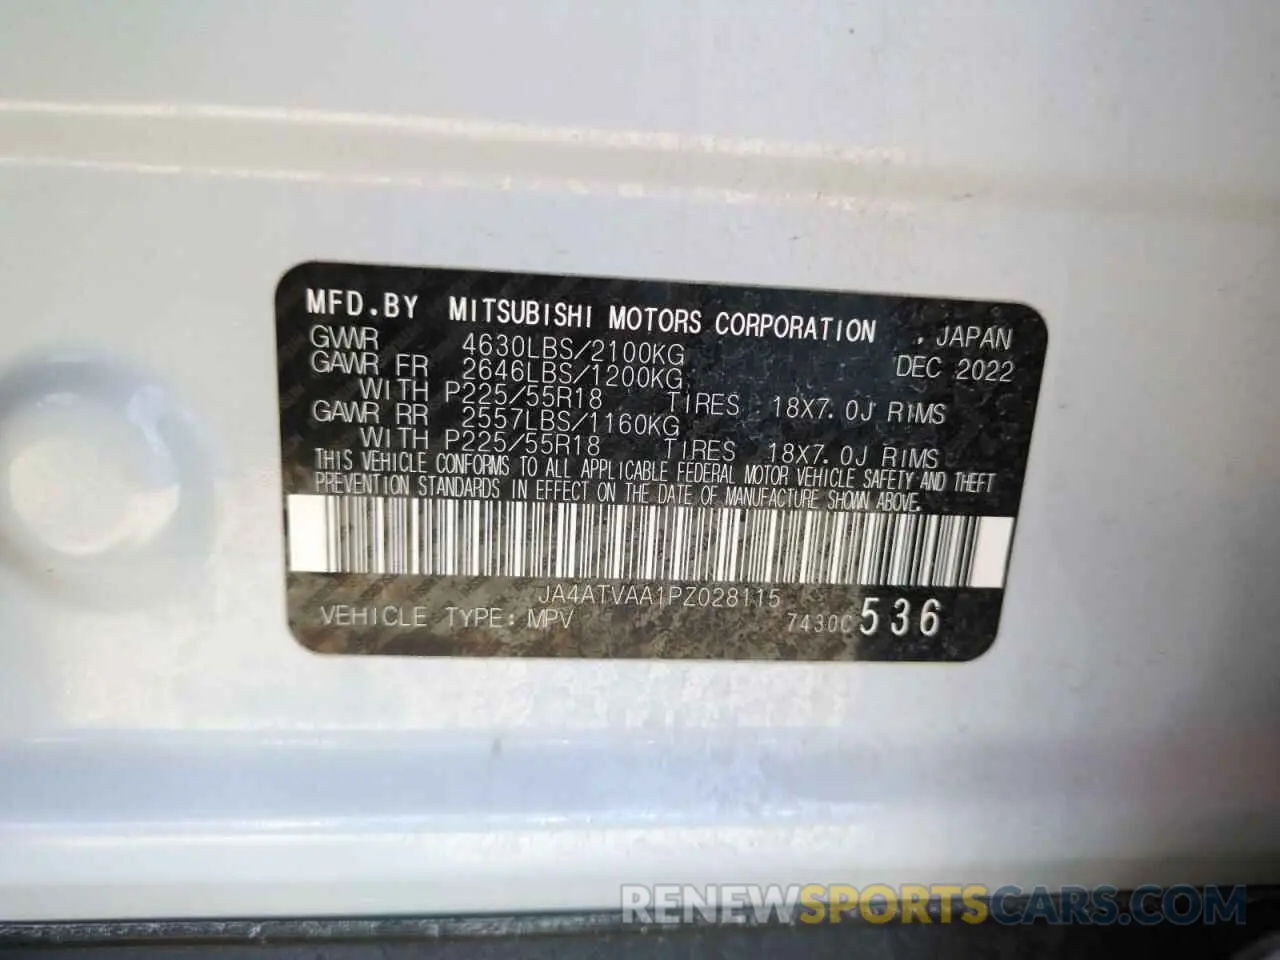 MFD.BY MITSUBISHI MOTORS CORPORATION , JAPAN
GVWR 4630LBS/2100KG DEC 2022
GAWR FR 2646LBS/1200KG
WITH P225/55R18 TIRES, 18X7.0J RIMS
GAWR RR 2557LBS/1160KG
WITH P225/55R18 TIRES, 18X7.0J RIMS
THIS VEHICLE CONFORMS TO ALL APPLICABLE FEDERAL MOTOR VEHICLE SAFETY AND THEFT
PREVENTION STANDARDS IN EFFECT ON THE DATE OF MANUFACTURE SHOWN ABOVE.
JA4ATVAA1PZ028115
VEHICLE TYPE: MPV 7430C 536
RENEWSPORTSCARS.COM